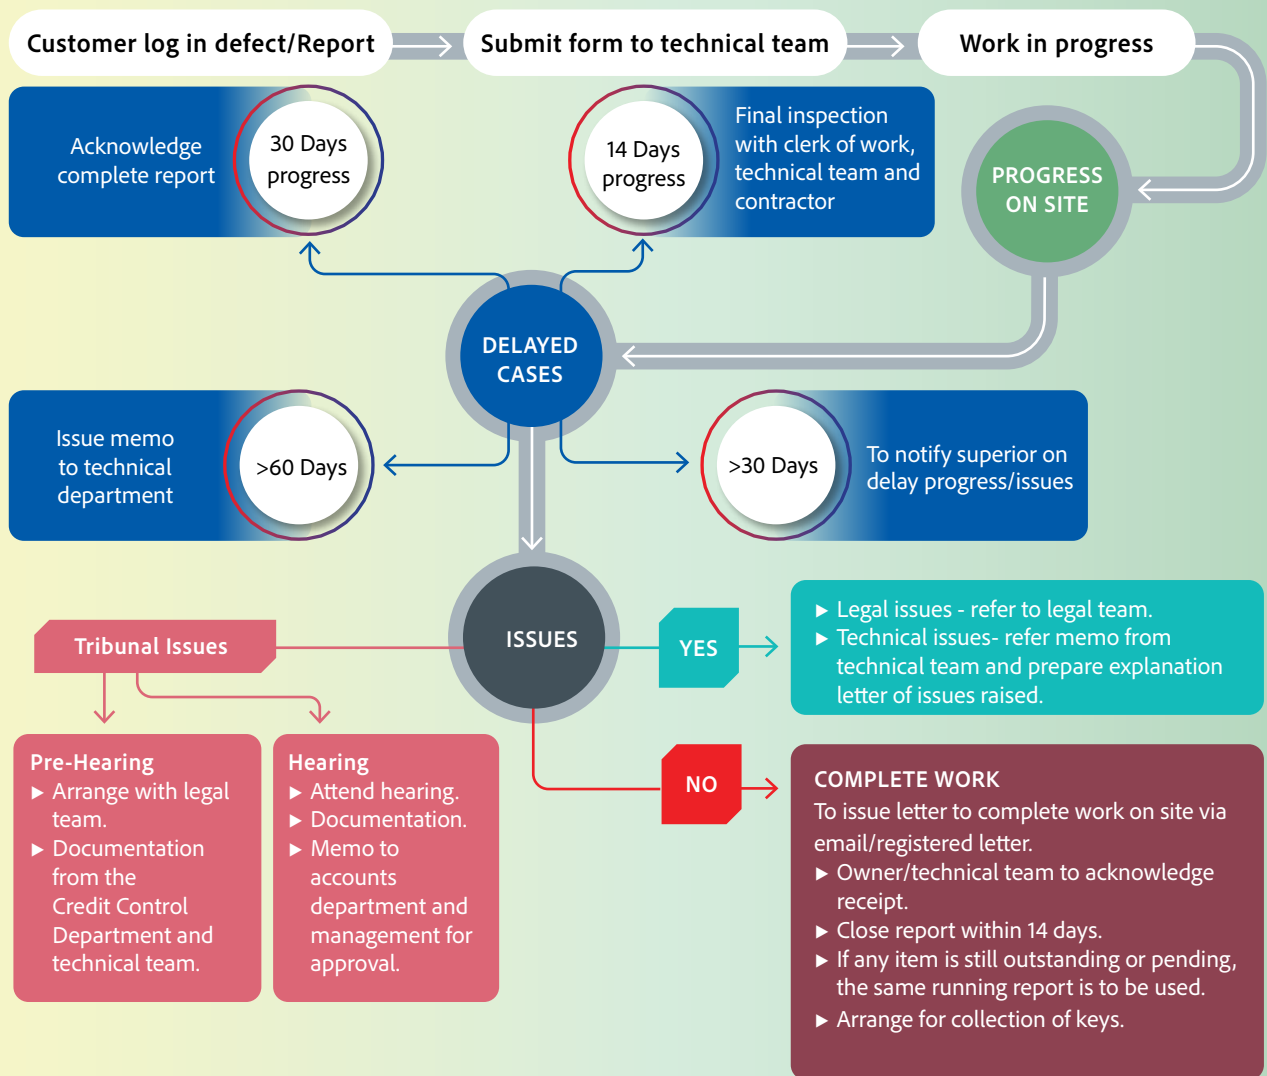 Customer log in defect/Report
Submit form to technical team
Work in progress
Acknowledge
complete report
30 Days
progress
14 Days
progress
Final inspection
with clerk of work,
technical team and
contractor
PROGRESS
ON SITE
DELAYED
CASES
Issue memo
to technical
department
>60 Days
>30 Days
To notify superior on
delay progress/issues
ISSUES
YES
► Legal issues - refer to legal team.
► Technical issues- refer memo from
technical team and prepare explanation
letter of issues raised.
Tribunal Issues
Pre-Hearing
► Arrange with legal
team.
► Documentation
from the
Credit Control
Department and
technical team.
Hearing
► Attend hearing.
► Documentation.
► Memo to
accounts
department and
management for
approval.
NO
COMPLETE WORK
To issue letter to complete work on site via
email/registered letter.
► Owner/technical team to acknowledge
receipt.
► Close report within 14 days.
► If any item is still outstanding or pending,
the same running report is to be used.
► Arrange for collection of keys.